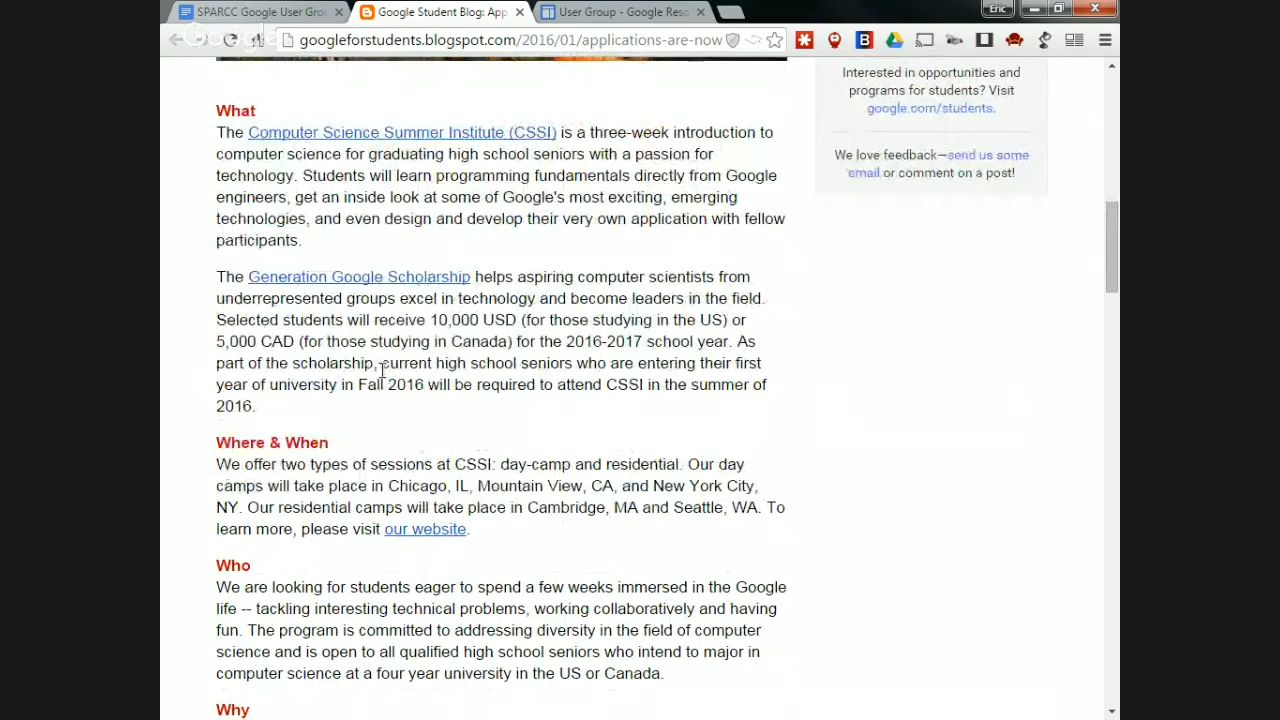 SPARCC Google User Gro
Google Student Blog: App
User Group - Google Reso
Eric
Google
googleforstudents.blogspot.com/2016/01/applications-are-now
B
Interested in opportunities
and programs for students? Visit
google.com/students.
We love feedback—send us some
email or comment on a post!
What
The Computer Science Summer Institute (CSSI) is a three-week introduction to
computer science for graduating high school seniors with a passion for
technology. Students will learn programming fundamentals directly from Google
engineers, get an inside look at some of Google's most exciting, emerging
technologies, and even design and develop their very own application with fellow
participants.
The Generation Google Scholarship helps aspiring computer scientists from
underrepresented groups excel in technology and become leaders in the field.
Selected students will receive 10,000 USD (for those studying in the US) or
5,000 CAD (for those studying in Canada) for the 2016-2017 school year. As
part of the scholarship, current high school seniors who are entering their first
year of university in Fall 2016 will be required to attend CSSI in the summer of
2016.
Where & When
We offer two types of sessions at CSSI: day-camp and residential. Our day
camps will take place in Chicago, IL, Mountain View, CA, and New York City,
NY. Our residential camps will take place in Cambridge, MA and Seattle, WA. To
learn more, please visit our website.
Who
We are looking for students eager to spend a few weeks immersed in the Google
life -- tackling interesting technical problems, working collaboratively and having
fun. The program is committed to addressing diversity in the field of computer
science and is open to all qualified high school seniors who intend to major in
computer science at a four year university in the US or Canada.
Why